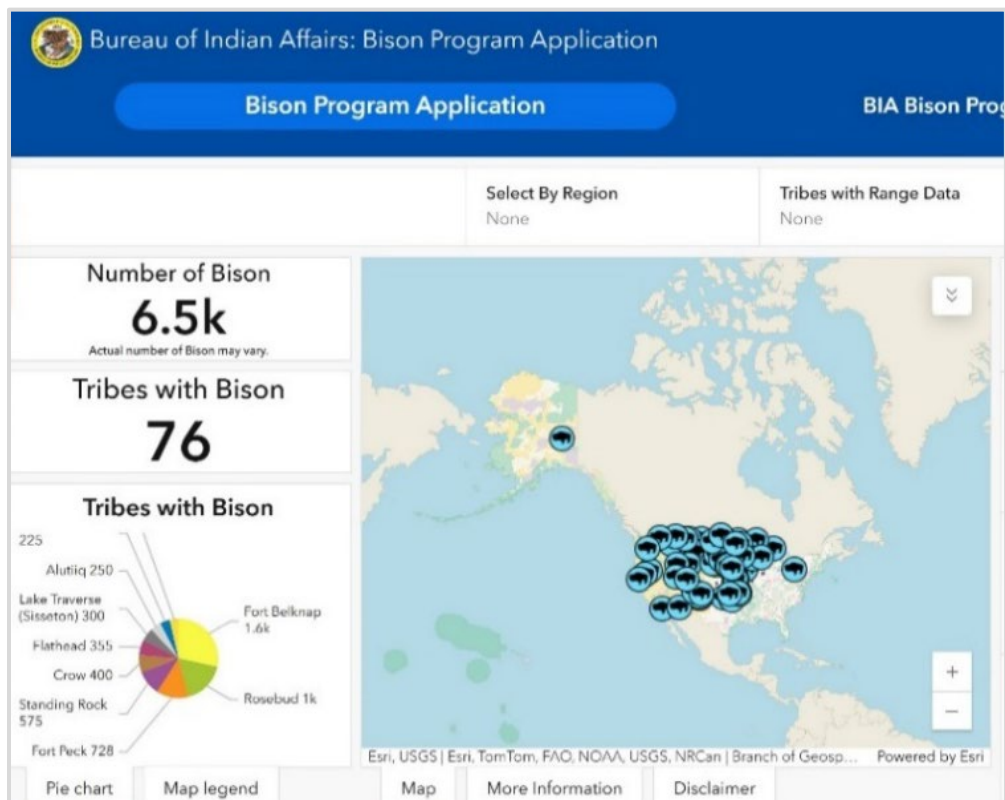 Bureau of Indian Affairs: Bison Program Application
Bison Program Application
BIA Bison Prog
Select By Region
None
Tribes with Range Data
None
Number of Bison
6.5k
Actual number of Bison may vary.
Tribes with Bison
76
Tribes with Bison
225
Alutiiq 250
Lake Traverse
(Sisseton) 300
Flathead 355
Crow 400
Standing Rock
575
Fort Peck 728
Fort Belknap
1.6k
Rosebud 1k
+
−
Esri, USGS | Esri, TomTom, FAO, NOAA, USGS, NRCan | Branch of Geosp... Powered by Esri
Pie chart
Map legend
Map
More Information
Disclaimer